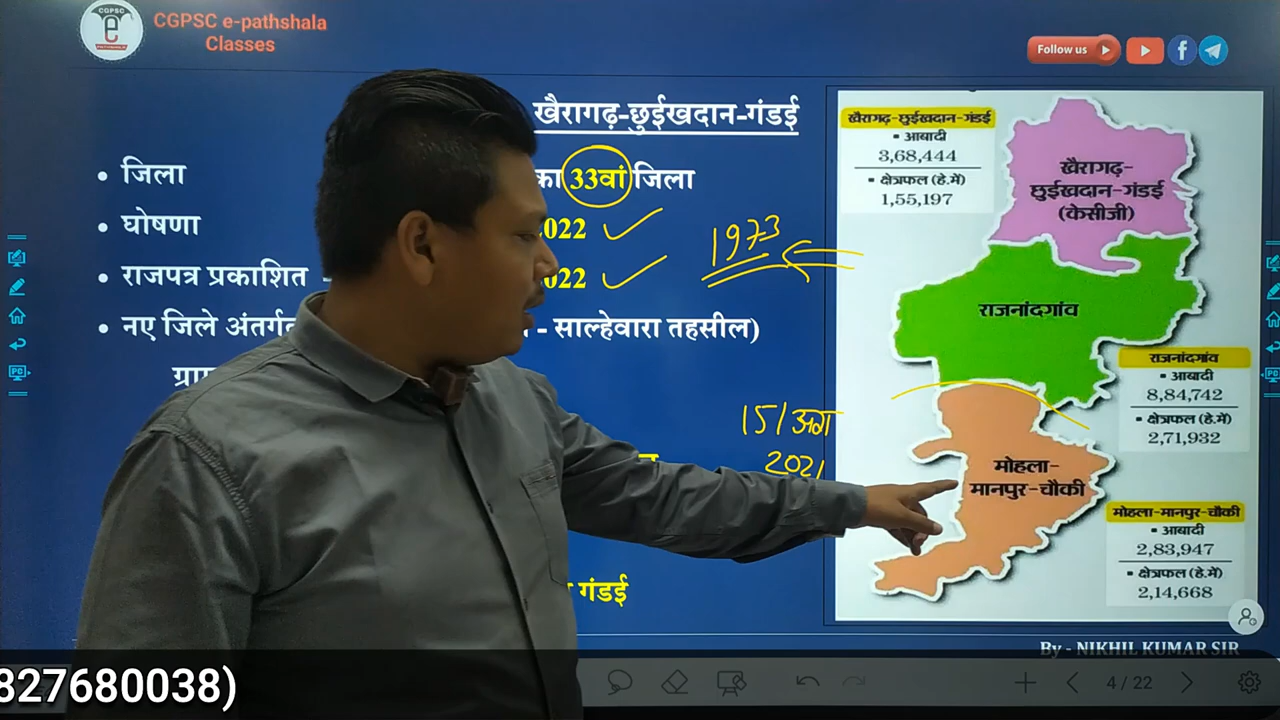 CGPSC
CGPSC e-pathshala
Classes
Follow us
खैरागढ़-छुईखदान-गंडई
• जिला
का 33वां जिला
• घोषणा
2022
1973
• राजपत्र प्रकाशित -
2022
• नए जिले अंतर्गत
- साल्हेवारा तहसील)
15/अग
2021
गंडई
खैरागढ़-छुईखदान-गंडई
▪ आबादी
3,68,444
▪ क्षेत्रफल (हे.में)
1,55,197
खैरागढ़-
छुईखदान-गंडई
(केसीजी)
राजनांदगांव
राजनांदगांव
▪ आबादी
8,84,742
▪ क्षेत्रफल (हे.में)
2,71,932
मोहला-
मानपुर-चौकी
मोहला-मानपुर-चौकी
▪ आबादी
2,83,947
▪ क्षेत्रफल (हे.में)
2,14,668
By - NIKHIL KUMAR SIR
827680038)
4 / 22